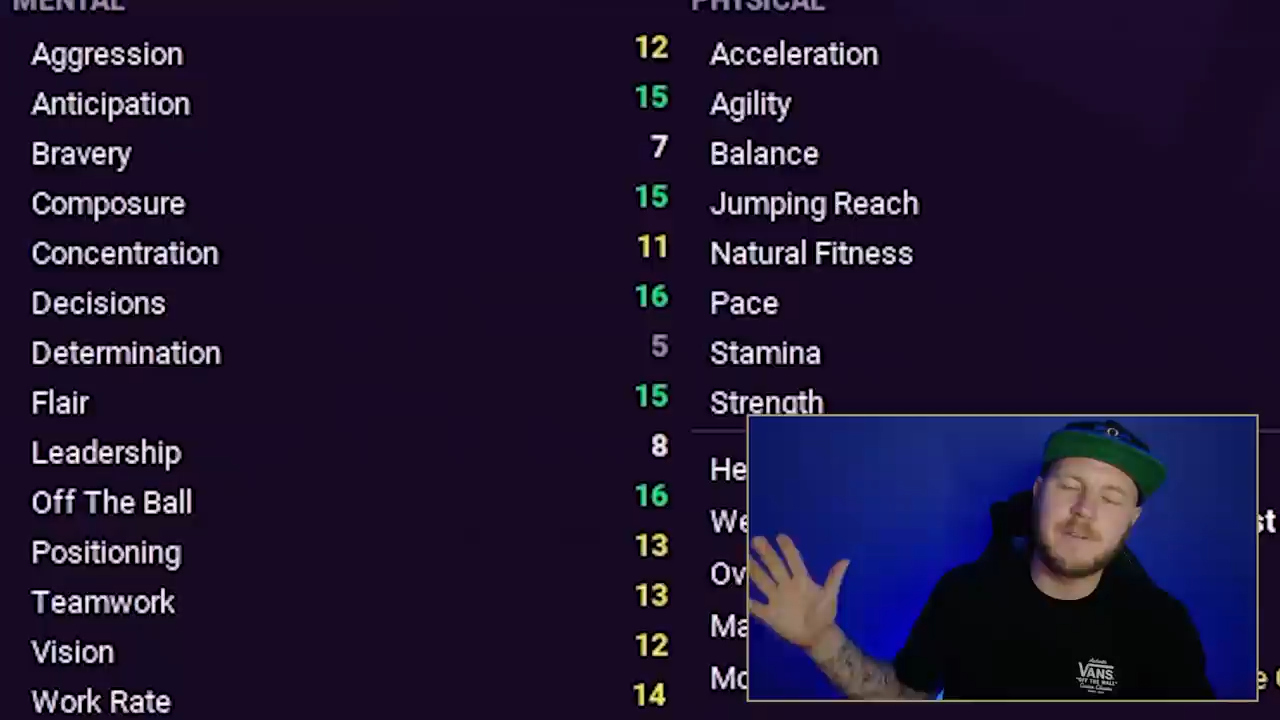 MENTAL
Aggression 12
Anticipation 15
Bravery 7
Composure 15
Concentration 11
Decisions 16
Determination 5
Flair 15
Leadership 8
Off The Ball 16
Positioning 13
Teamwork 13
Vision 12
Work Rate 14
PHYSICAL
Acceleration
Agility
Balance
Jumping Reach
Natural Fitness
Pace
Stamina
Strength
He
We st
Ov
Ma
Mo
VANS
"OFF THE WALL"